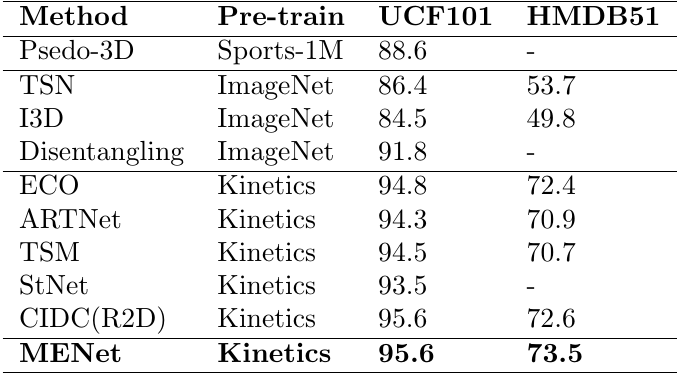 Method Pre-train UCF101 HMDB51
Psedo-3D Sports-1M 88.6 -
TSN ImageNet 86.4 53.7
I3D ImageNet 84.5 49.8
Disentangling ImageNet 91.8 -
ECO Kinetics 94.8 72.4
ARTNet Kinetics 94.3 70.9
TSM Kinetics 94.5 70.7
StNet Kinetics 93.5 -
CIDC(R2D) Kinetics 95.6 72.6
MENet Kinetics 95.6 73.5